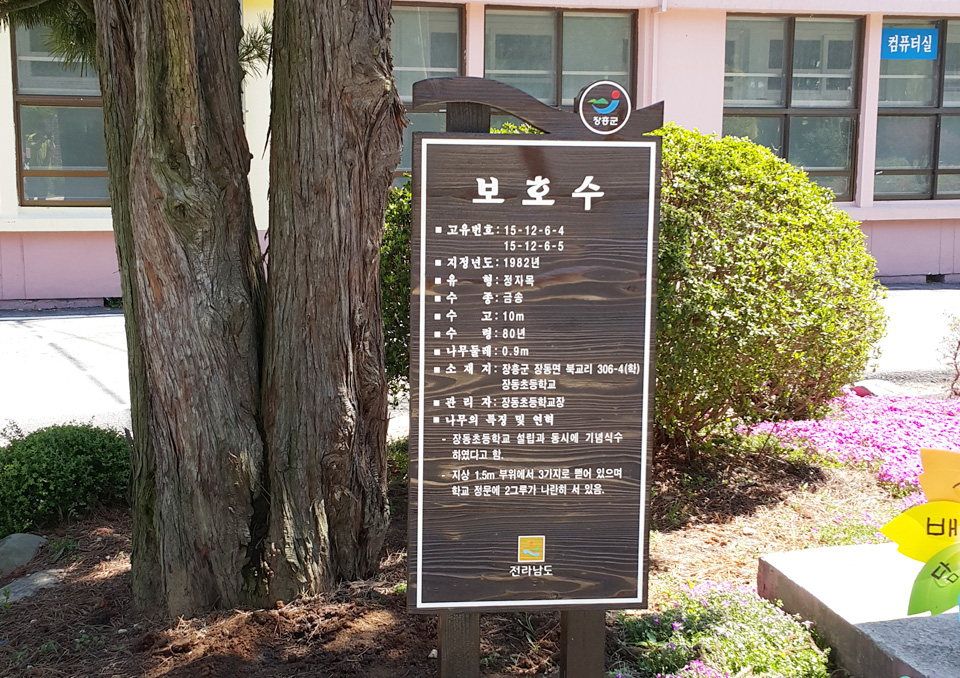 컴퓨터실
장흥군
보호수
■ 고유번호: 15-12-6-4
15-12-6-5
■ 지정년도: 1982년
■ 유 형: 정자목
■ 수 종: 금송
■ 수 고: 10m
■ 수 령: 80년
■ 나무둘레: 0.9m
■ 소 재 지: 장흥군 장동면 북교리 306-4(학)
장동초등학교
■ 관 리 자: 장동초등학교장
■ 나무의 특징 및 연혁
- 장동초등학교 설립과 동시에 기념식수
하였다고 함.
- 지상 1.5m 부위에서 3가지로 뻗어 있으며
학교 정문에 2그루가 나란히 서 있음.
전라남도
배